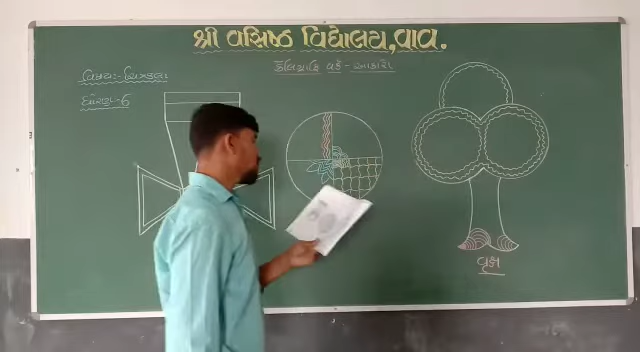 શ્રી વસિષ્ઠ વિદ્યાલય, વાવ.
વિષય:- ચિત્રકલા
ધોરણ-6
વૃક્ષ